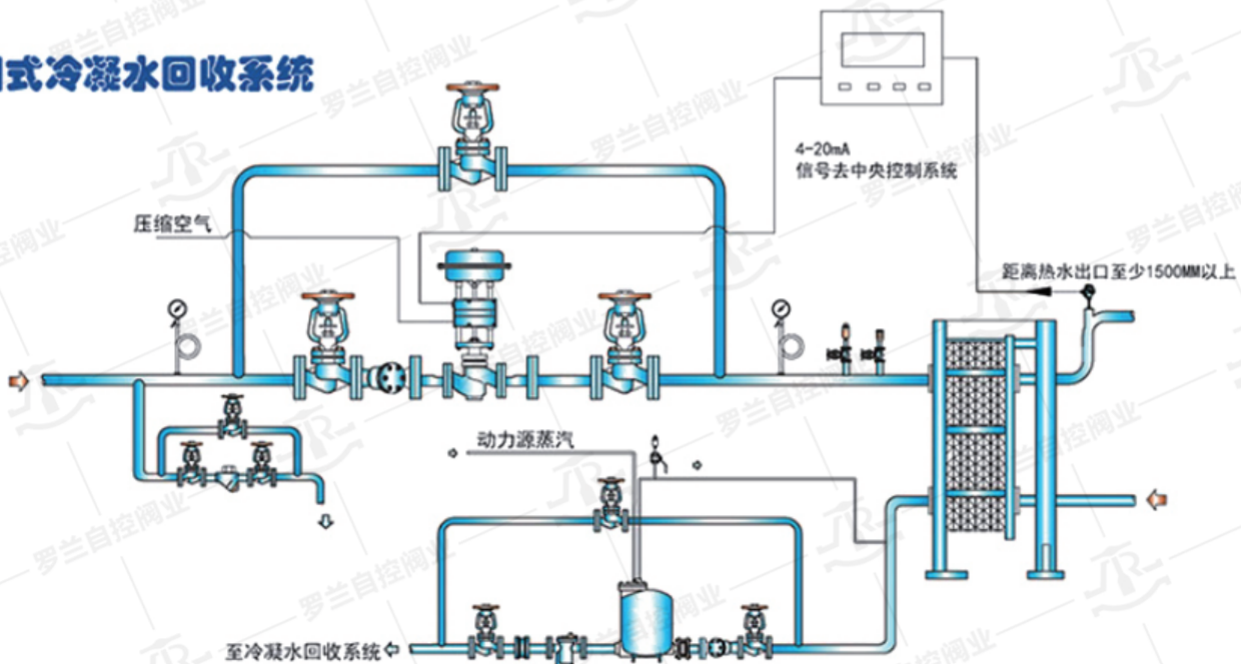 式冷凝水回收系统
4-20mA
信号去中央控制系统
压缩空气
距离热水出口至少1500MM以上
动力源蒸汽
至冷凝水回收系统
罗兰自控阀业